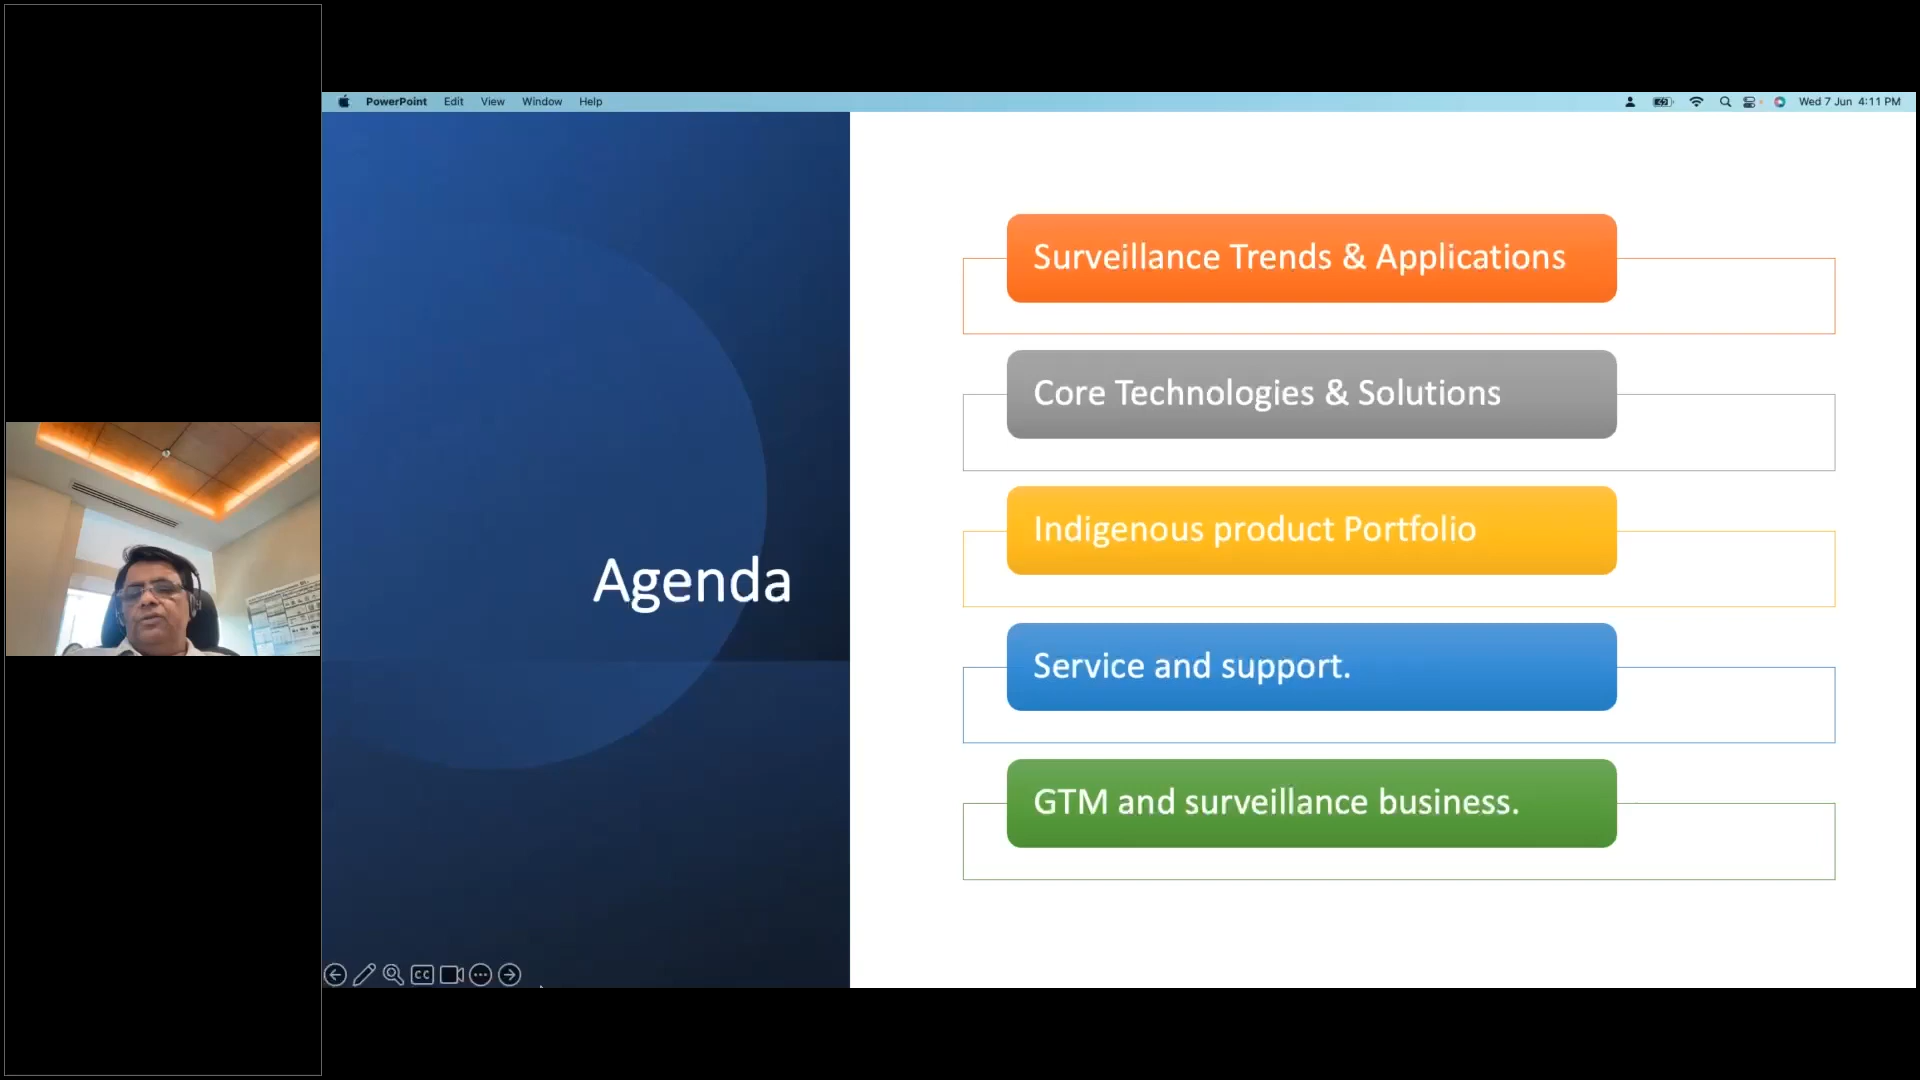 PowerPoint Edit View Window Help
Wed 7 Jun 4:11 PM
Agenda
Surveillance Trends & Applications
Core Technologies & Solutions
Indigenous product Portfolio
Service and support.
GTM and surveillance business.
CC